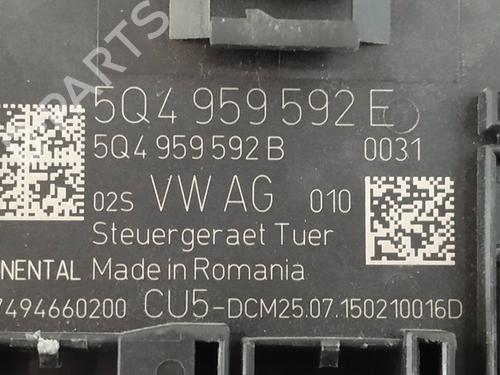 PARTS
5Q4 959 592 E
5Q4 959 592 B 0031
02S VW AG 010
Steuergeraet Tuer
NENTAL Made in Romania
7494660200 CU5-DCM25.07.150210016D